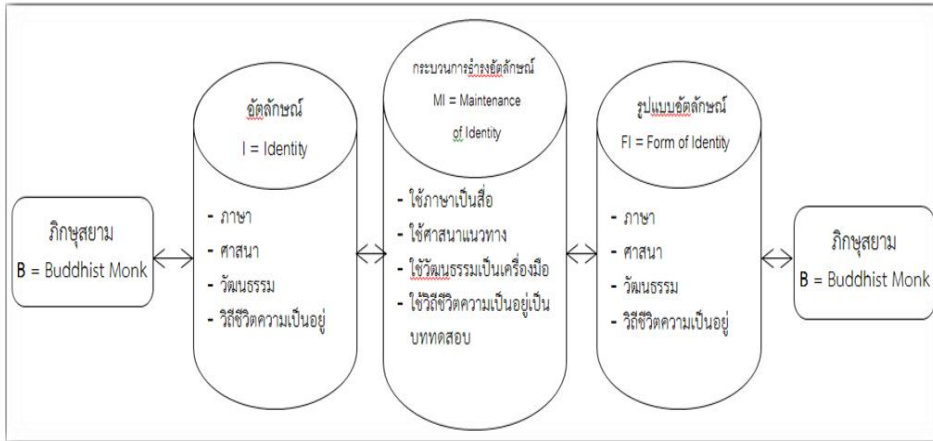 ภิกษุสยาม
B = Buddhist Monk
อัตลักษณ์
I = Identity
- ภาษา
- ศาสนา
- วัฒนธรรม
- วิถีชีวิตความเป็นอยู่
กระบวนการธำรงอัตลักษณ์
MI = Maintenance
of Identity
- ใช้ภาษาเป็นสื่อ
- ใช้ศาสนาแนวทาง
- ใช้วัฒนธรรมเป็นเครื่องมือ
- ใช้วิถีชีวิตความเป็นอยู่เป็น
บททดสอบ
รูปแบบอัตลักษณ์
FI = Form of Identity
- ภาษา
- ศาสนา
- วัฒนธรรม
- วิถีชีวิตความเป็นอยู่
ภิกษุสยาม
B = Buddhist Monk